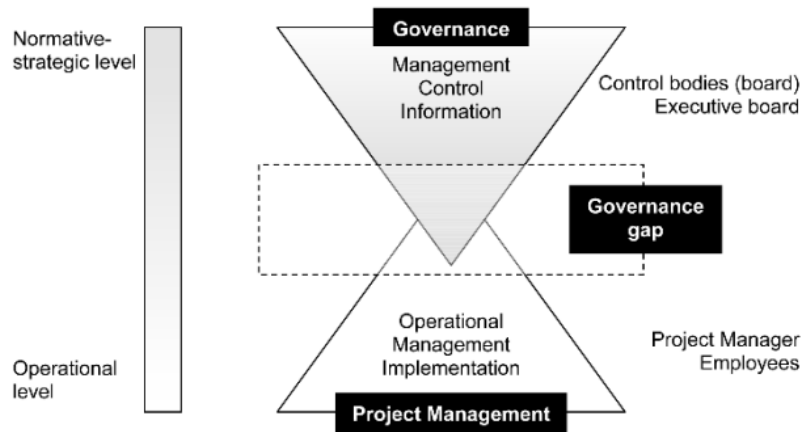 Normative-
strategic level
Governance
Management
Control
Information
Control bodies (board)
Executive board
Governance
gap
Operational
Management
Implementation
Project Manager
Employees
Operational
level
Project Management